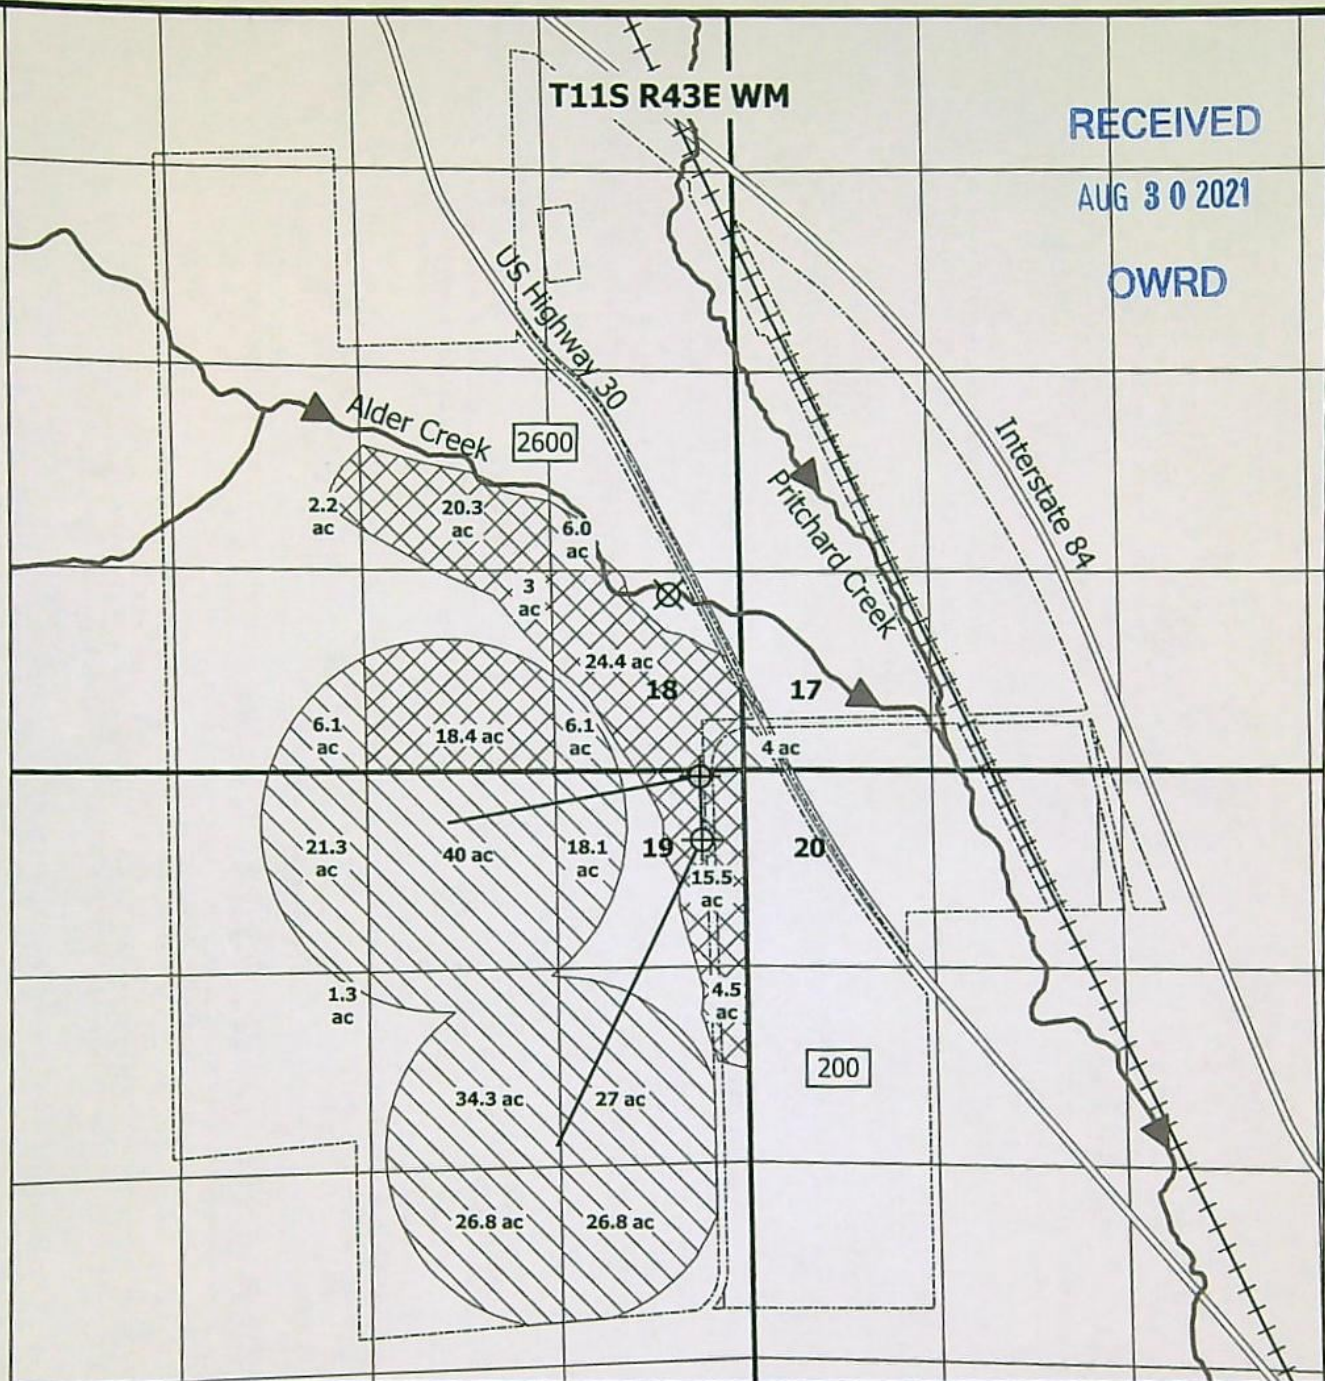 T11S R43E WM
RECEIVED
AUG 30 2021
OWRD
US Highway 30
Alder Creek
2600
Interstate 84
Pritchard Creek
2.2
ac
20.3
ac
6.0
ac
3
ac
24.4 ac
18
17
6.1
ac
18.4 ac
6.1
ac
4 ac
21.3
ac
40 ac
18.1
ac
19
20
15.5
ac
1.3
ac
4.5
ac
200
34.3 ac
27 ac
26.8 ac
26.8 ac